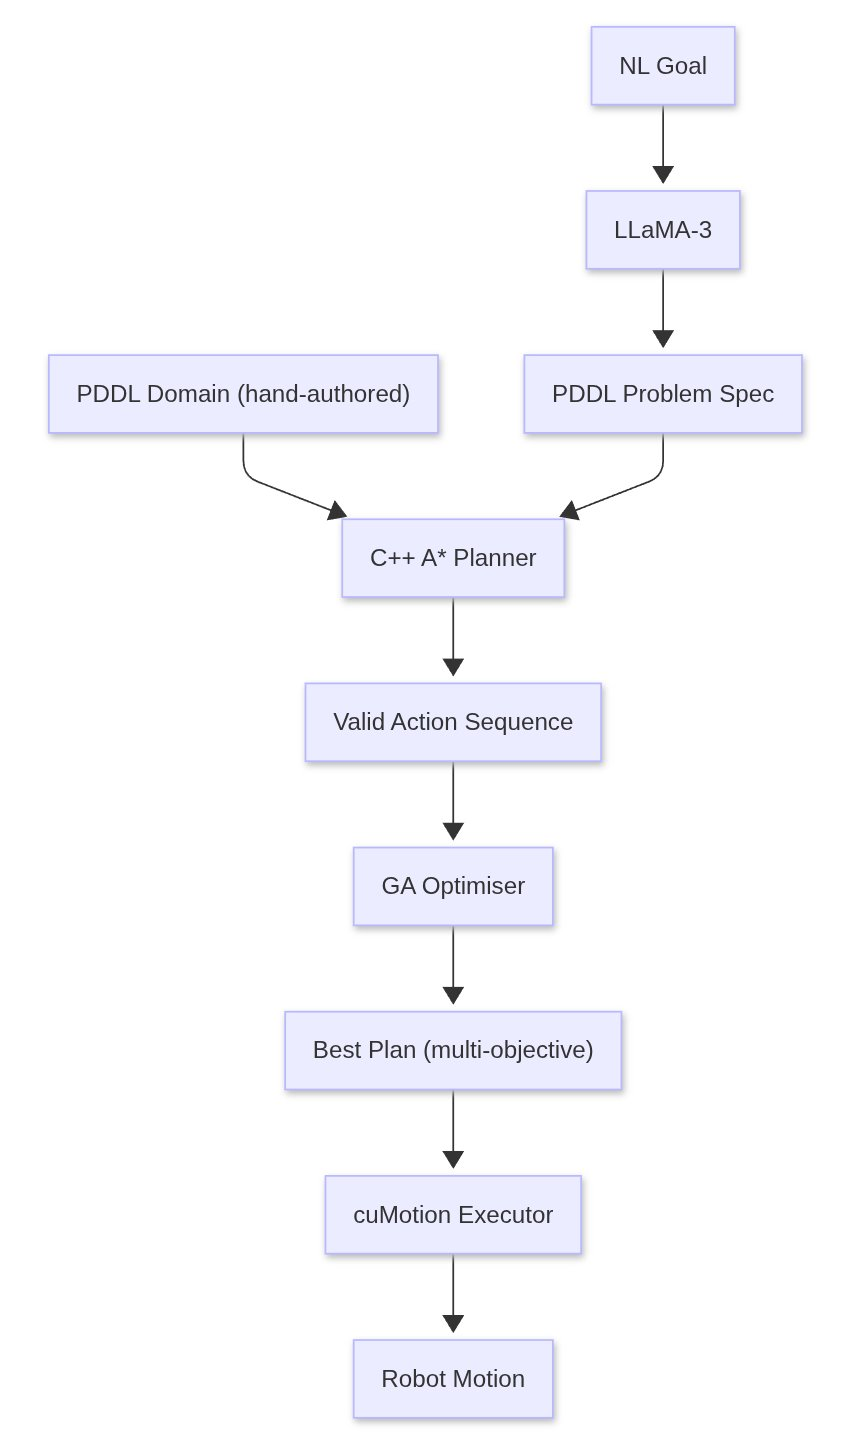 NL Goal
LLaMA-3
PDDL Domain (hand-authored)
PDDL Problem Spec
C++ A* Planner
Valid Action Sequence
GA Optimiser
Best Plan (multi-objective)
cuMotion Executor
Robot Motion